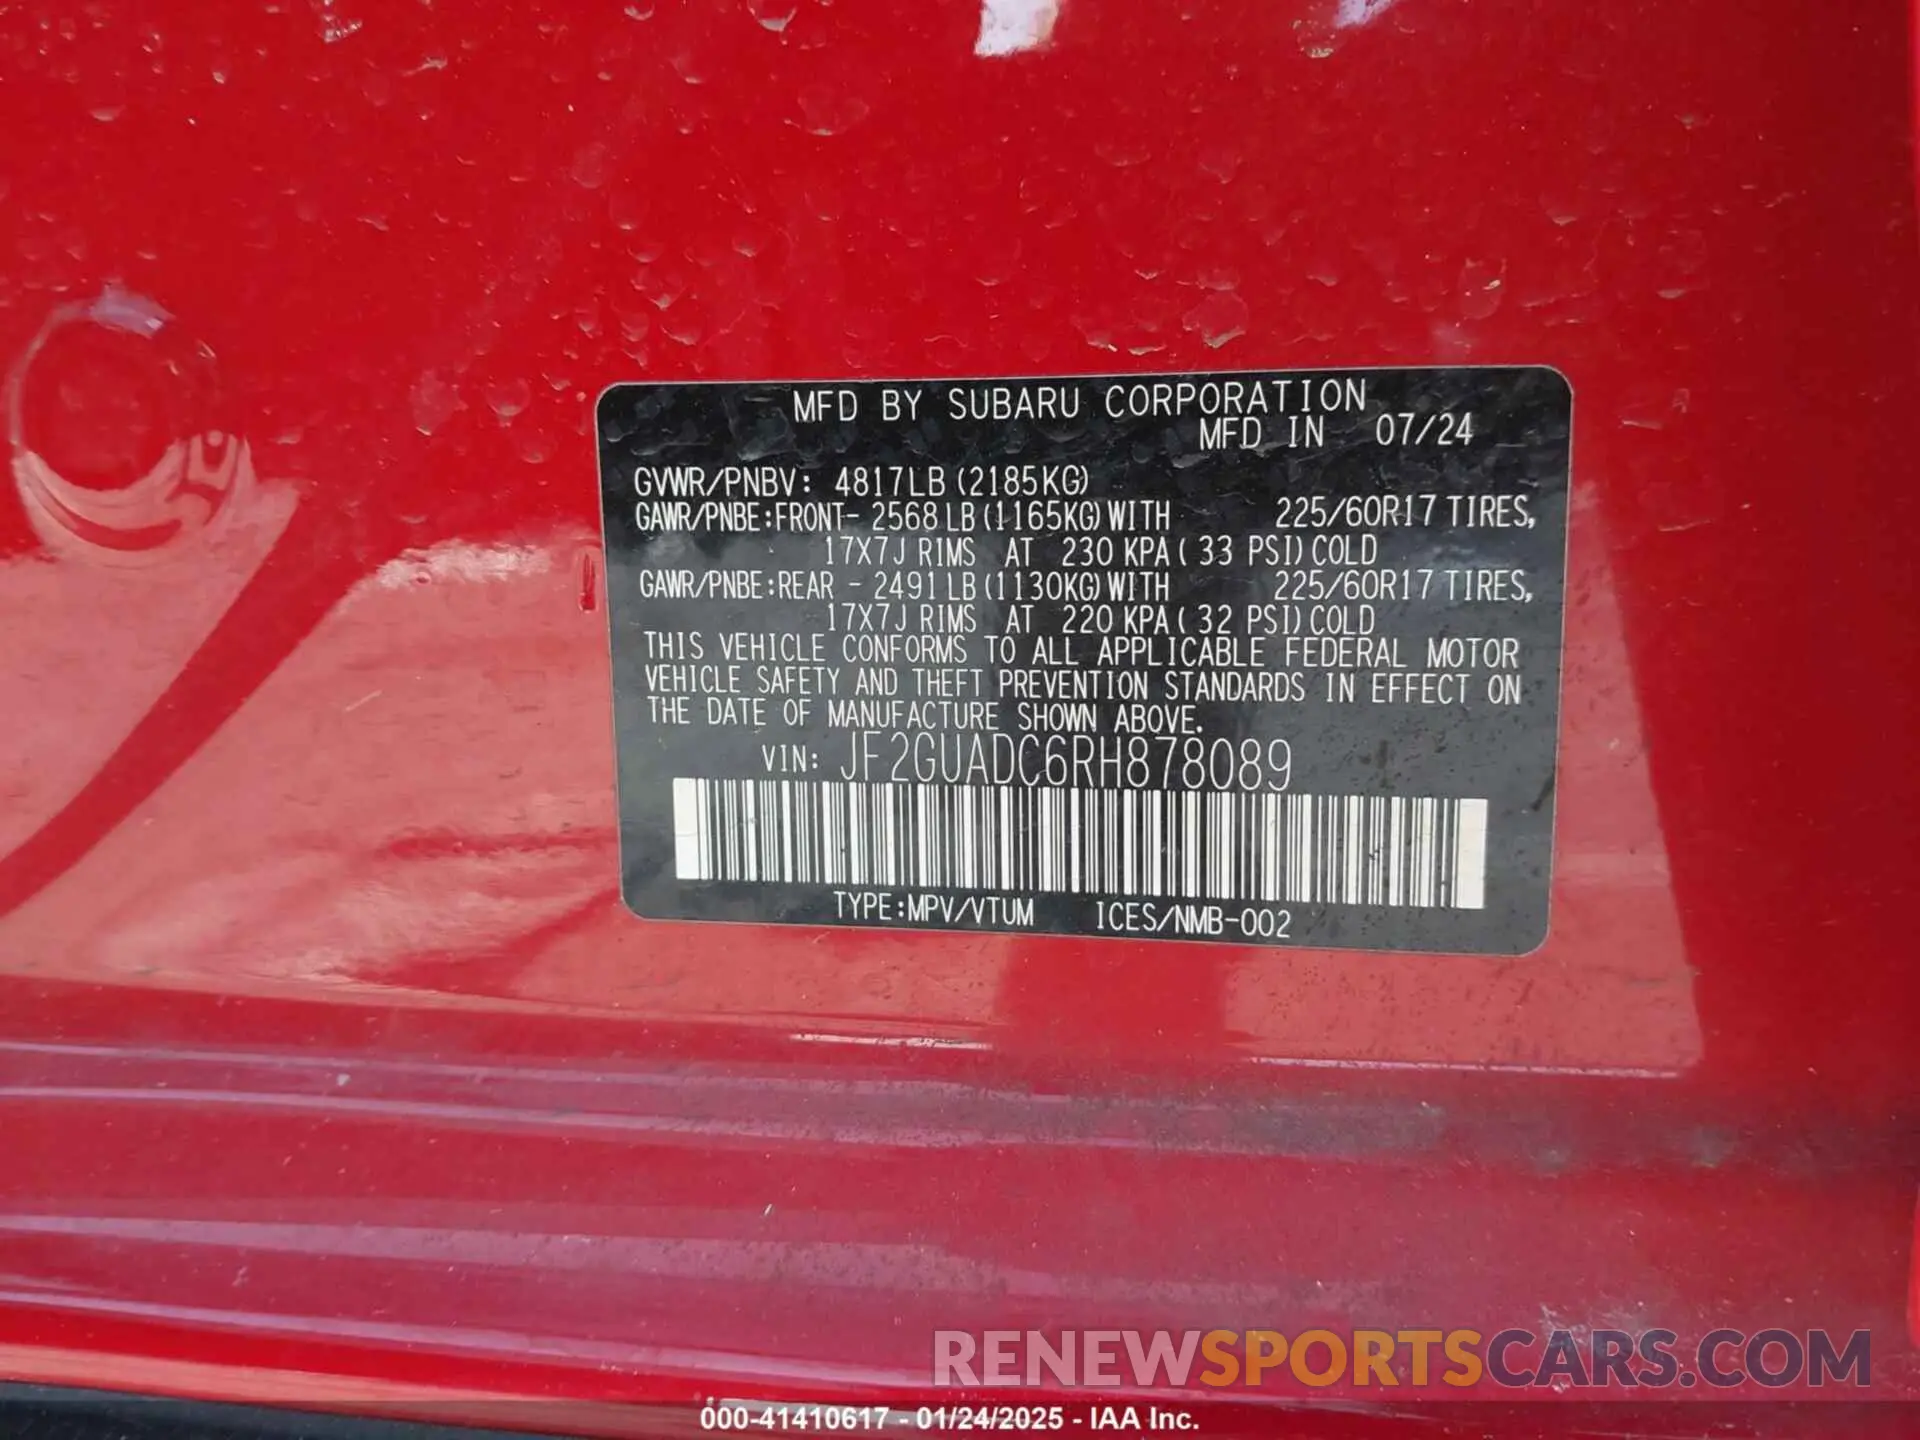 MFD BY SUBARU CORPORATION
MFD IN 07/24
GVWR/PNBV: 4817LB (2185KG)
GAWR/PNBE:FRONT- 2568 LB (1165KG) WITH 225/60R17 TIRES,
17X7J RIMS AT 230 KPA ( 33 PSI) COLD
GAWR/PNBE:REAR - 2491 LB (1130KG) WITH 225/60R17 TIRES,
17X7J RIMS AT 220 KPA ( 32 PSI) COLD
THIS VEHICLE CONFORMS TO ALL APPLICABLE FEDERAL MOTOR
VEHICLE SAFETY AND THEFT PREVENTION STANDARDS IN EFFECT ON
THE DATE OF MANUFACTURE SHOWN ABOVE.
VIN: JF2GUADC6RH878089
TYPE:MPV/VTUM ICES/NMB-002
RENEWSPORTSCARS.COM
000-41410617 - 01/24/2025 - IAA Inc.